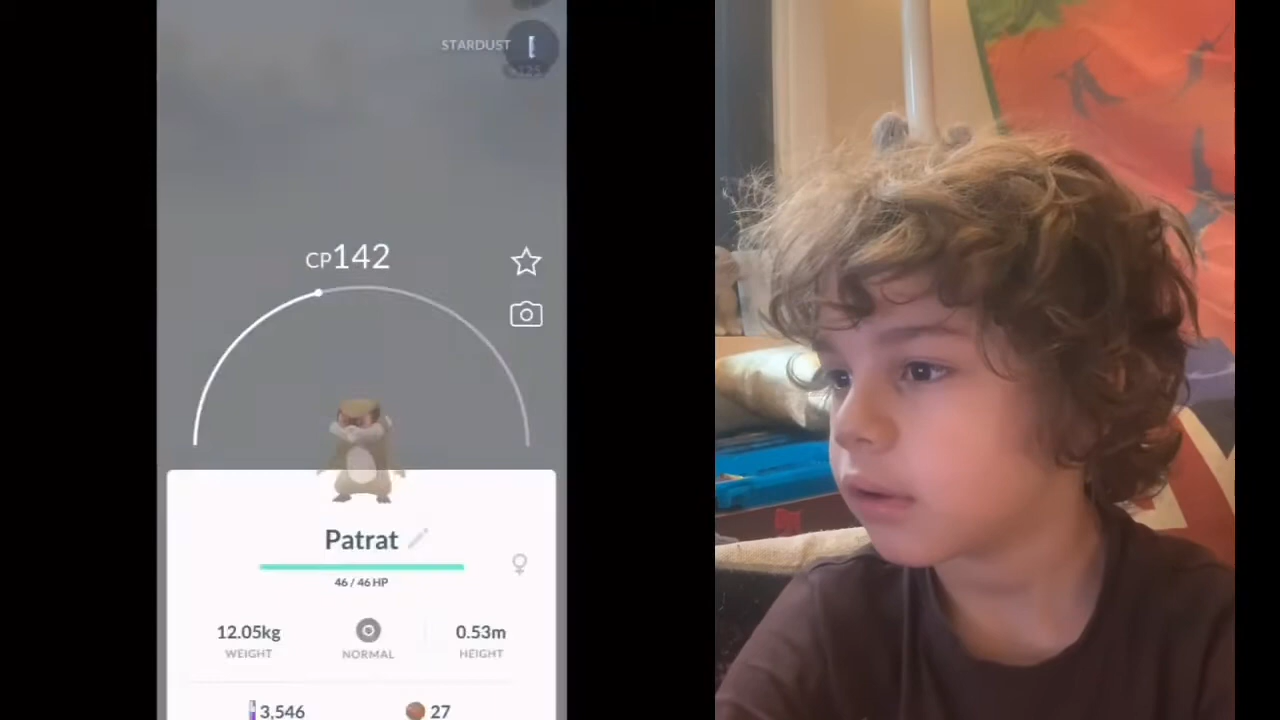 STARDUST
CP142
Patrat
46 / 46 HP
12.05kg
WEIGHT
NORMAL
0.53m
HEIGHT
3,546
27